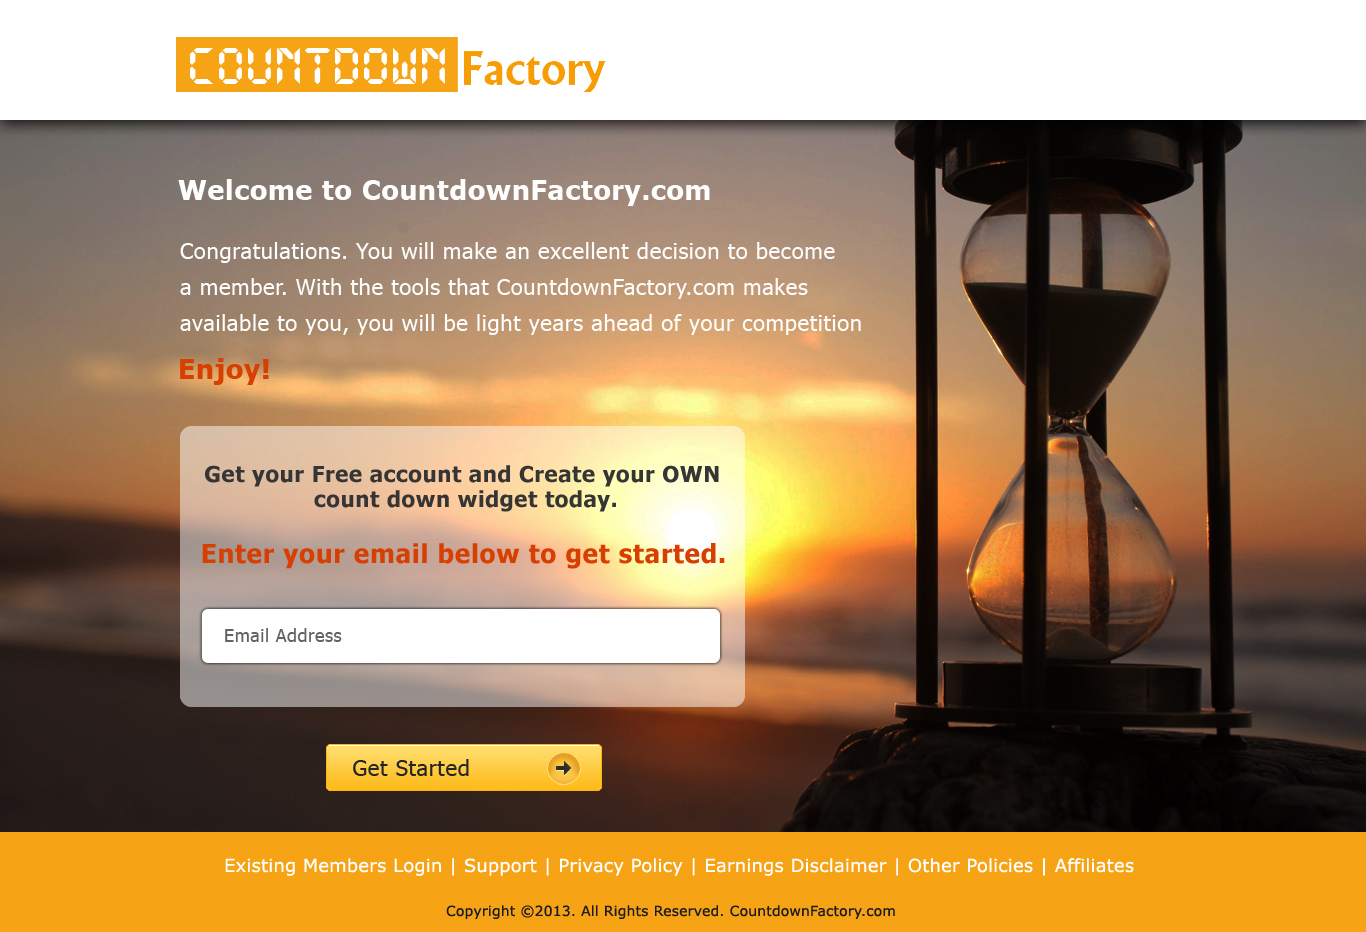 COUNTDOWN Factory
Welcome to CountdownFactory.com
Congratulations. You will make an excellent decision to become
a member. With the tools that CountdownFactory.com makes
available to you, you will be light years ahead of your competition
Enjoy!
Get your Free account and Create your OWN
count down widget today.
Enter your email below to get started.
Email Address
Get Started
Existing Members Login | Support | Privacy Policy | Earnings Disclaimer | Other Policies | Affiliates
Copyright ©2013. All Rights Reserved. CountdownFactory.com